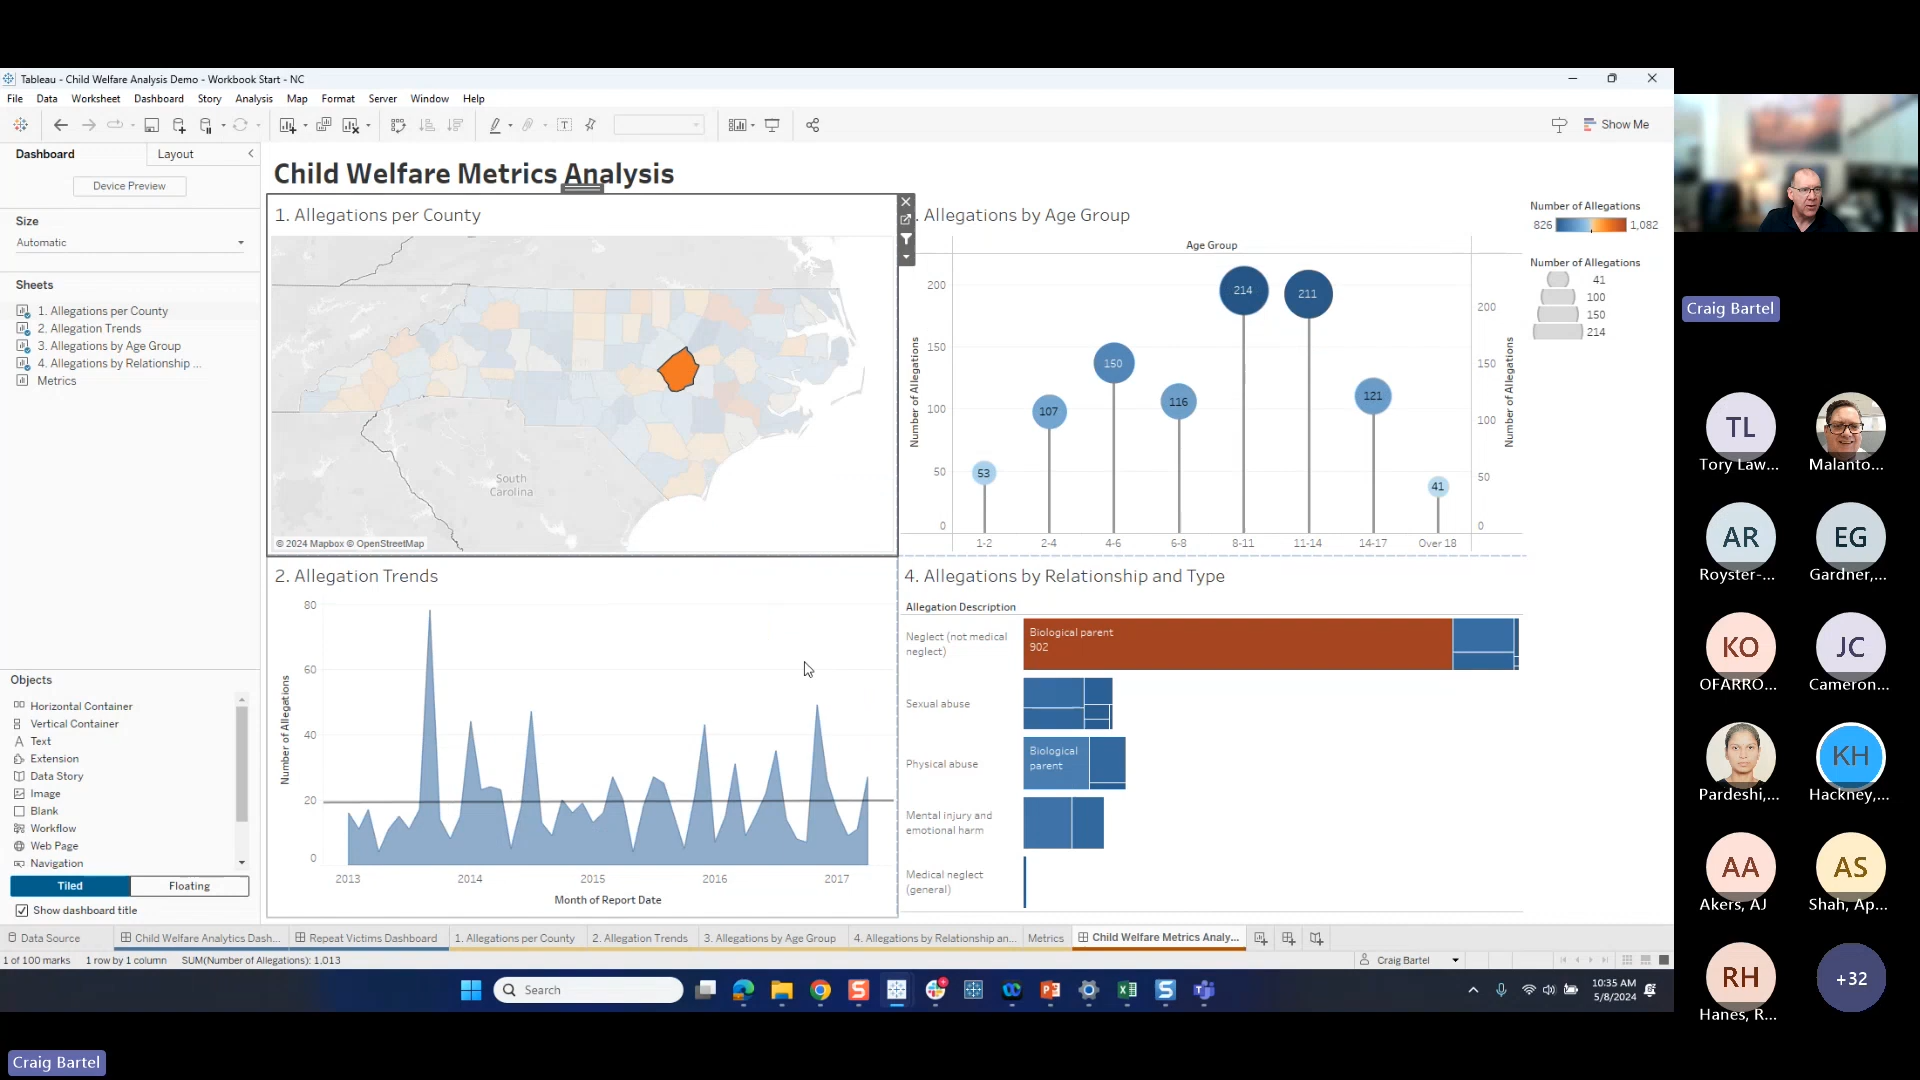 Tableau - Child Welfare Analysis Demo - Workbook Start - NC
File Data Worksheet Dashboard Story Analysis Map Format Server Window Help
Show Me
Dashboard Layout
Device Preview
Size
Automatic
Sheets
1. Allegations per County
2. Allegation Trends
3. Allegations by Age Group
4. Allegations by Relationship ...
Metrics
Objects
Horizontal Container
Vertical Container
Text
Extension
Data Story
Image
Blank
Workflow
Web Page
Navigation
Tiled Floating
Show dashboard title
Child Welfare Metrics Analysis
1. Allegations per County
South
Carolina
© 2024 Mapbox © OpenStreetMap
. Allegations by Age Group
Age Group
Number of Allegations
200
150
100
50
0
53
107
150
116
214
211
121
41
200
150
100
50
0
Number of Allegations
1-2 2-4 4-6 6-8 8-11 11-14 14-17 Over 18
Number of Allegations
826 1,082
Number of Allegations
41
100
150
214
2. Allegation Trends
Number of Allegations
80
60
40
20
0
2013 2014 2015 2016 2017
Month of Report Date
4. Allegations by Relationship and Type
Allegation Description
Neglect (not medical
neglect)
Biological parent
902
Sexual abuse
Physical abuse
Biological
parent
Mental injury and
emotional harm
Medical neglect
(general)
Data Source Child Welfare Analytics Dash... Repeat Victims Dashboard 1. Allegations per County 2. Allegation Trends 3. Allegations by Age Group 4. Allegations by Relationship an... Metrics Child Welfare Metrics Analy...
1 of 100 marks 1 row by 1 column SUM(Number of Allegations): 1,013
Craig Bartel
Search
10:35 AM
5/8/2024
Craig Bartel
Craig Bartel
TL
Tory Law...
Malanto...
AR
Royster-...
EG
Gardner,...
KO
OFARRO...
JC
Cameron...
Pardeshi,...
KH
Hackney,...
AA
Akers, AJ
AS
Shah, Ap...
RH
Hanes, R...
+32